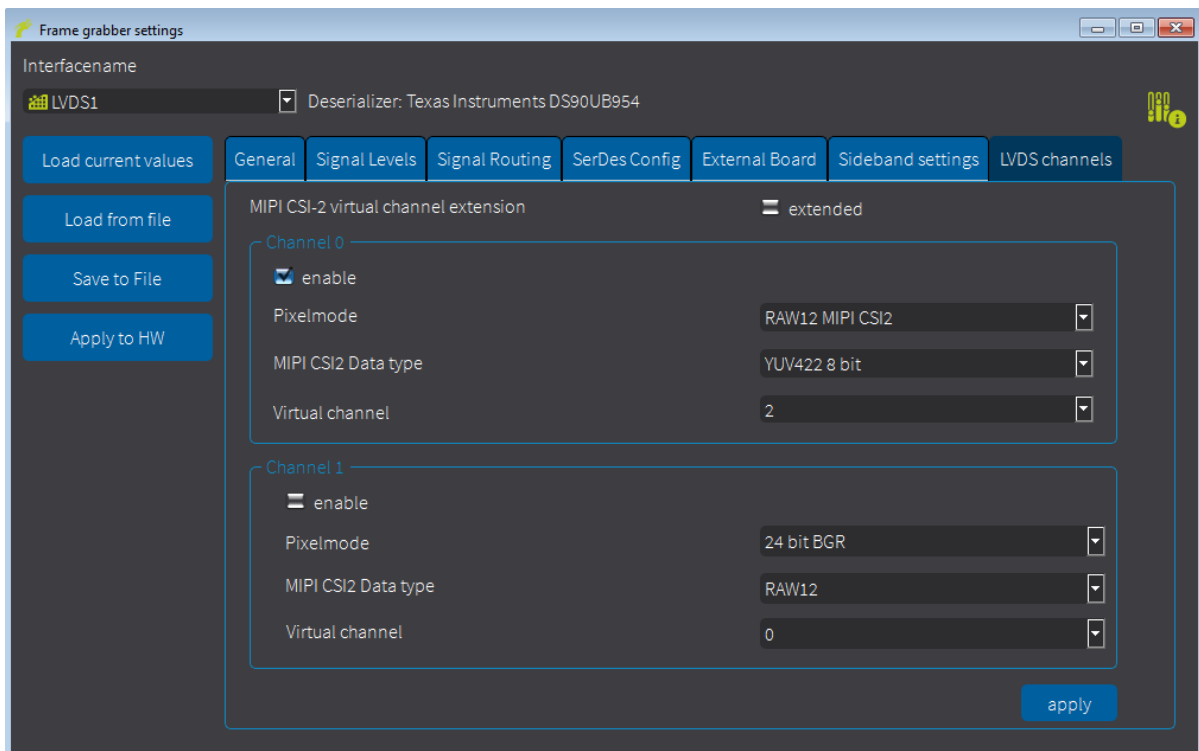 Frame grabber settings
Interfacename
LVDS1 Deserializer: Texas Instruments DS90UB954
Load current values
Load from file
Save to File
Apply to HW
General Signal Levels Signal Routing SerDes Config External Board Sideband settings LVDS channels
MIPI CSI-2 virtual channel extension extended
Channel 0
enable
Pixelmode RAW12 MIPI CSI2
MIPI CSI2 Data type YUV422 8 bit
Virtual channel 2
Channel 1
enable
Pixelmode 24 bit BGR
MIPI CSI2 Data type RAW12
Virtual channel 0
apply